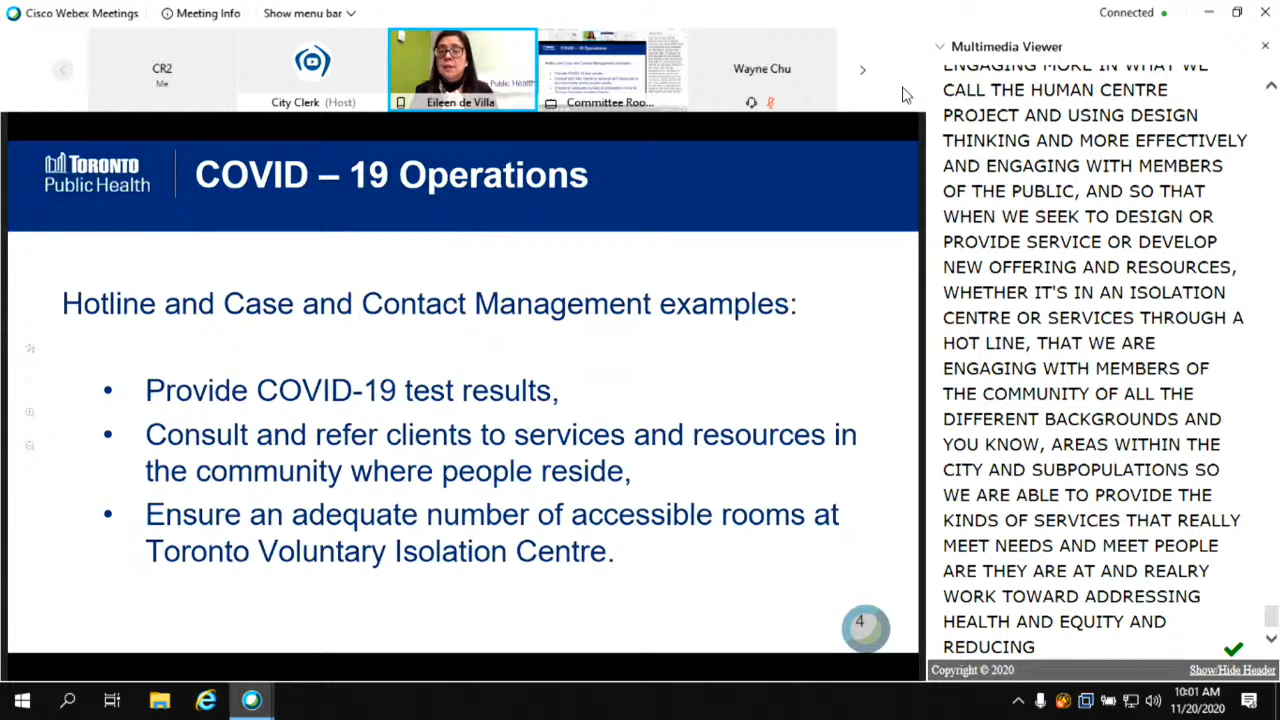 Cisco Webex Meetings
Meeting Info
Show menu bar
Connected
CR2
Me
City Clerk (Host)
Public Health
Eileen de Villa
COVID – 19 Operations
Committee Roo...
Wayne Chu
TORONTO
Public Health
COVID – 19 Operations
Hotline and Case and Contact Management examples:
• Provide COVID-19 test results,
• Consult and refer clients to services and resources in
the community where people reside,
• Ensure an adequate number of accessible rooms at
Toronto Voluntary Isolation Centre.
4
Multimedia Viewer
CALL THE HUMAN CENTRE
PROJECT AND USING DESIGN
THINKING AND MORE EFFECTIVELY
AND ENGAGING WITH MEMBERS
OF THE PUBLIC, AND SO THAT
WHEN WE SEEK TO DESIGN OR
PROVIDE SERVICE OR DEVELOP
NEW OFFERING AND RESOURCES,
WHETHER IT'S IN AN ISOLATION
CENTRE OR SERVICES THROUGH A
HOT LINE, THAT WE ARE
ENGAGING WITH MEMBERS OF
THE COMMUNITY OF ALL THE
DIFFERENT BACKGROUNDS AND
YOU KNOW, AREAS WITHIN THE
CITY AND SUBPOPULATIONS SO
WE ARE ABLE TO PROVIDE THE
KINDS OF SERVICES THAT REALLY
MEET NEEDS AND MEET PEOPLE
ARE THEY ARE AT AND REALRY
WORK TOWARD ADDRESSING
HEALTH AND EQUITY AND
REDUCING
Copyright © 2020
Show/Hide Header
10:01 AM
11/20/2020